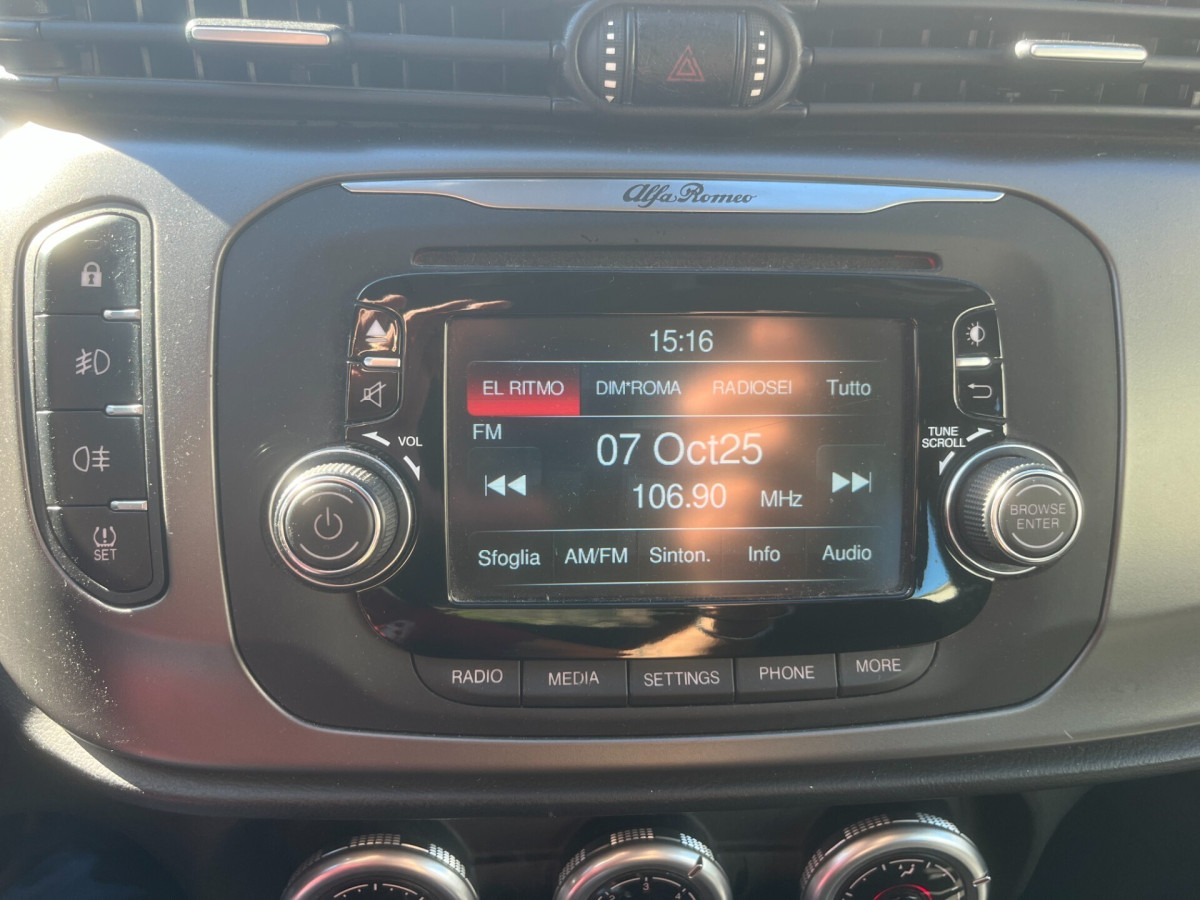 Alfa Romeo
15:16
EL RITMO DIM*ROMA RADIOSEI Tutto
FM
07 Oct25
106.90 MHz
Sfoglia AM/FM Sinton. Info Audio
VOL
TUNE
SCROLL
BROWSE
ENTER
SET
RADIO MEDIA SETTINGS PHONE MORE
3